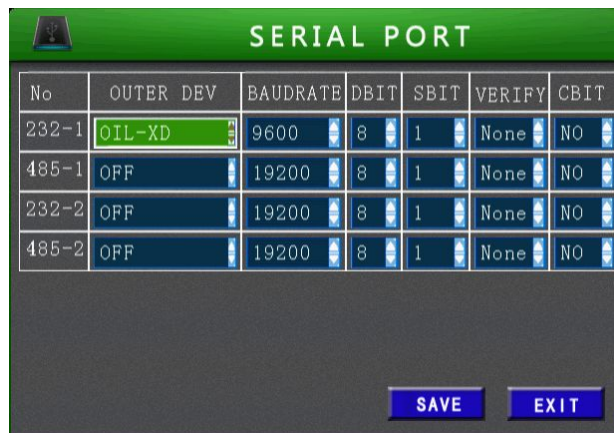 SERIAL PORT
No OUTER DEV BAUDRATE DBIT SBIT VERIFY CBIT
232-1 OIL-XD 9600 8 1 None NO
485-1 OFF 19200 8 1 None NO
232-2 OFF 19200 8 1 None NO
485-2 OFF 19200 8 1 None NO
SAVE EXIT